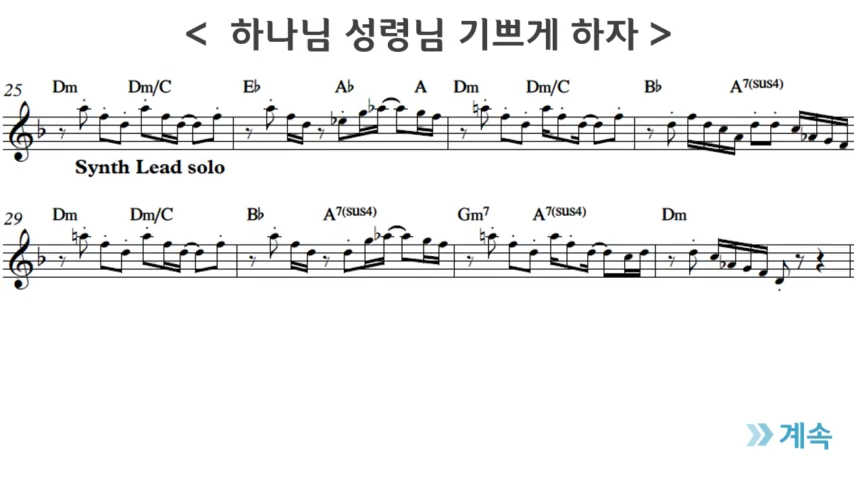 < 하나님 성령님 기쁘게 하자 >
25 Dm Dm/C E♭ A♭ A Dm Dm/C B♭ A7(sus4)
Synth Lead solo
29 Dm Dm/C B♭ A7(sus4) Gm7 A7(sus4) Dm
계속